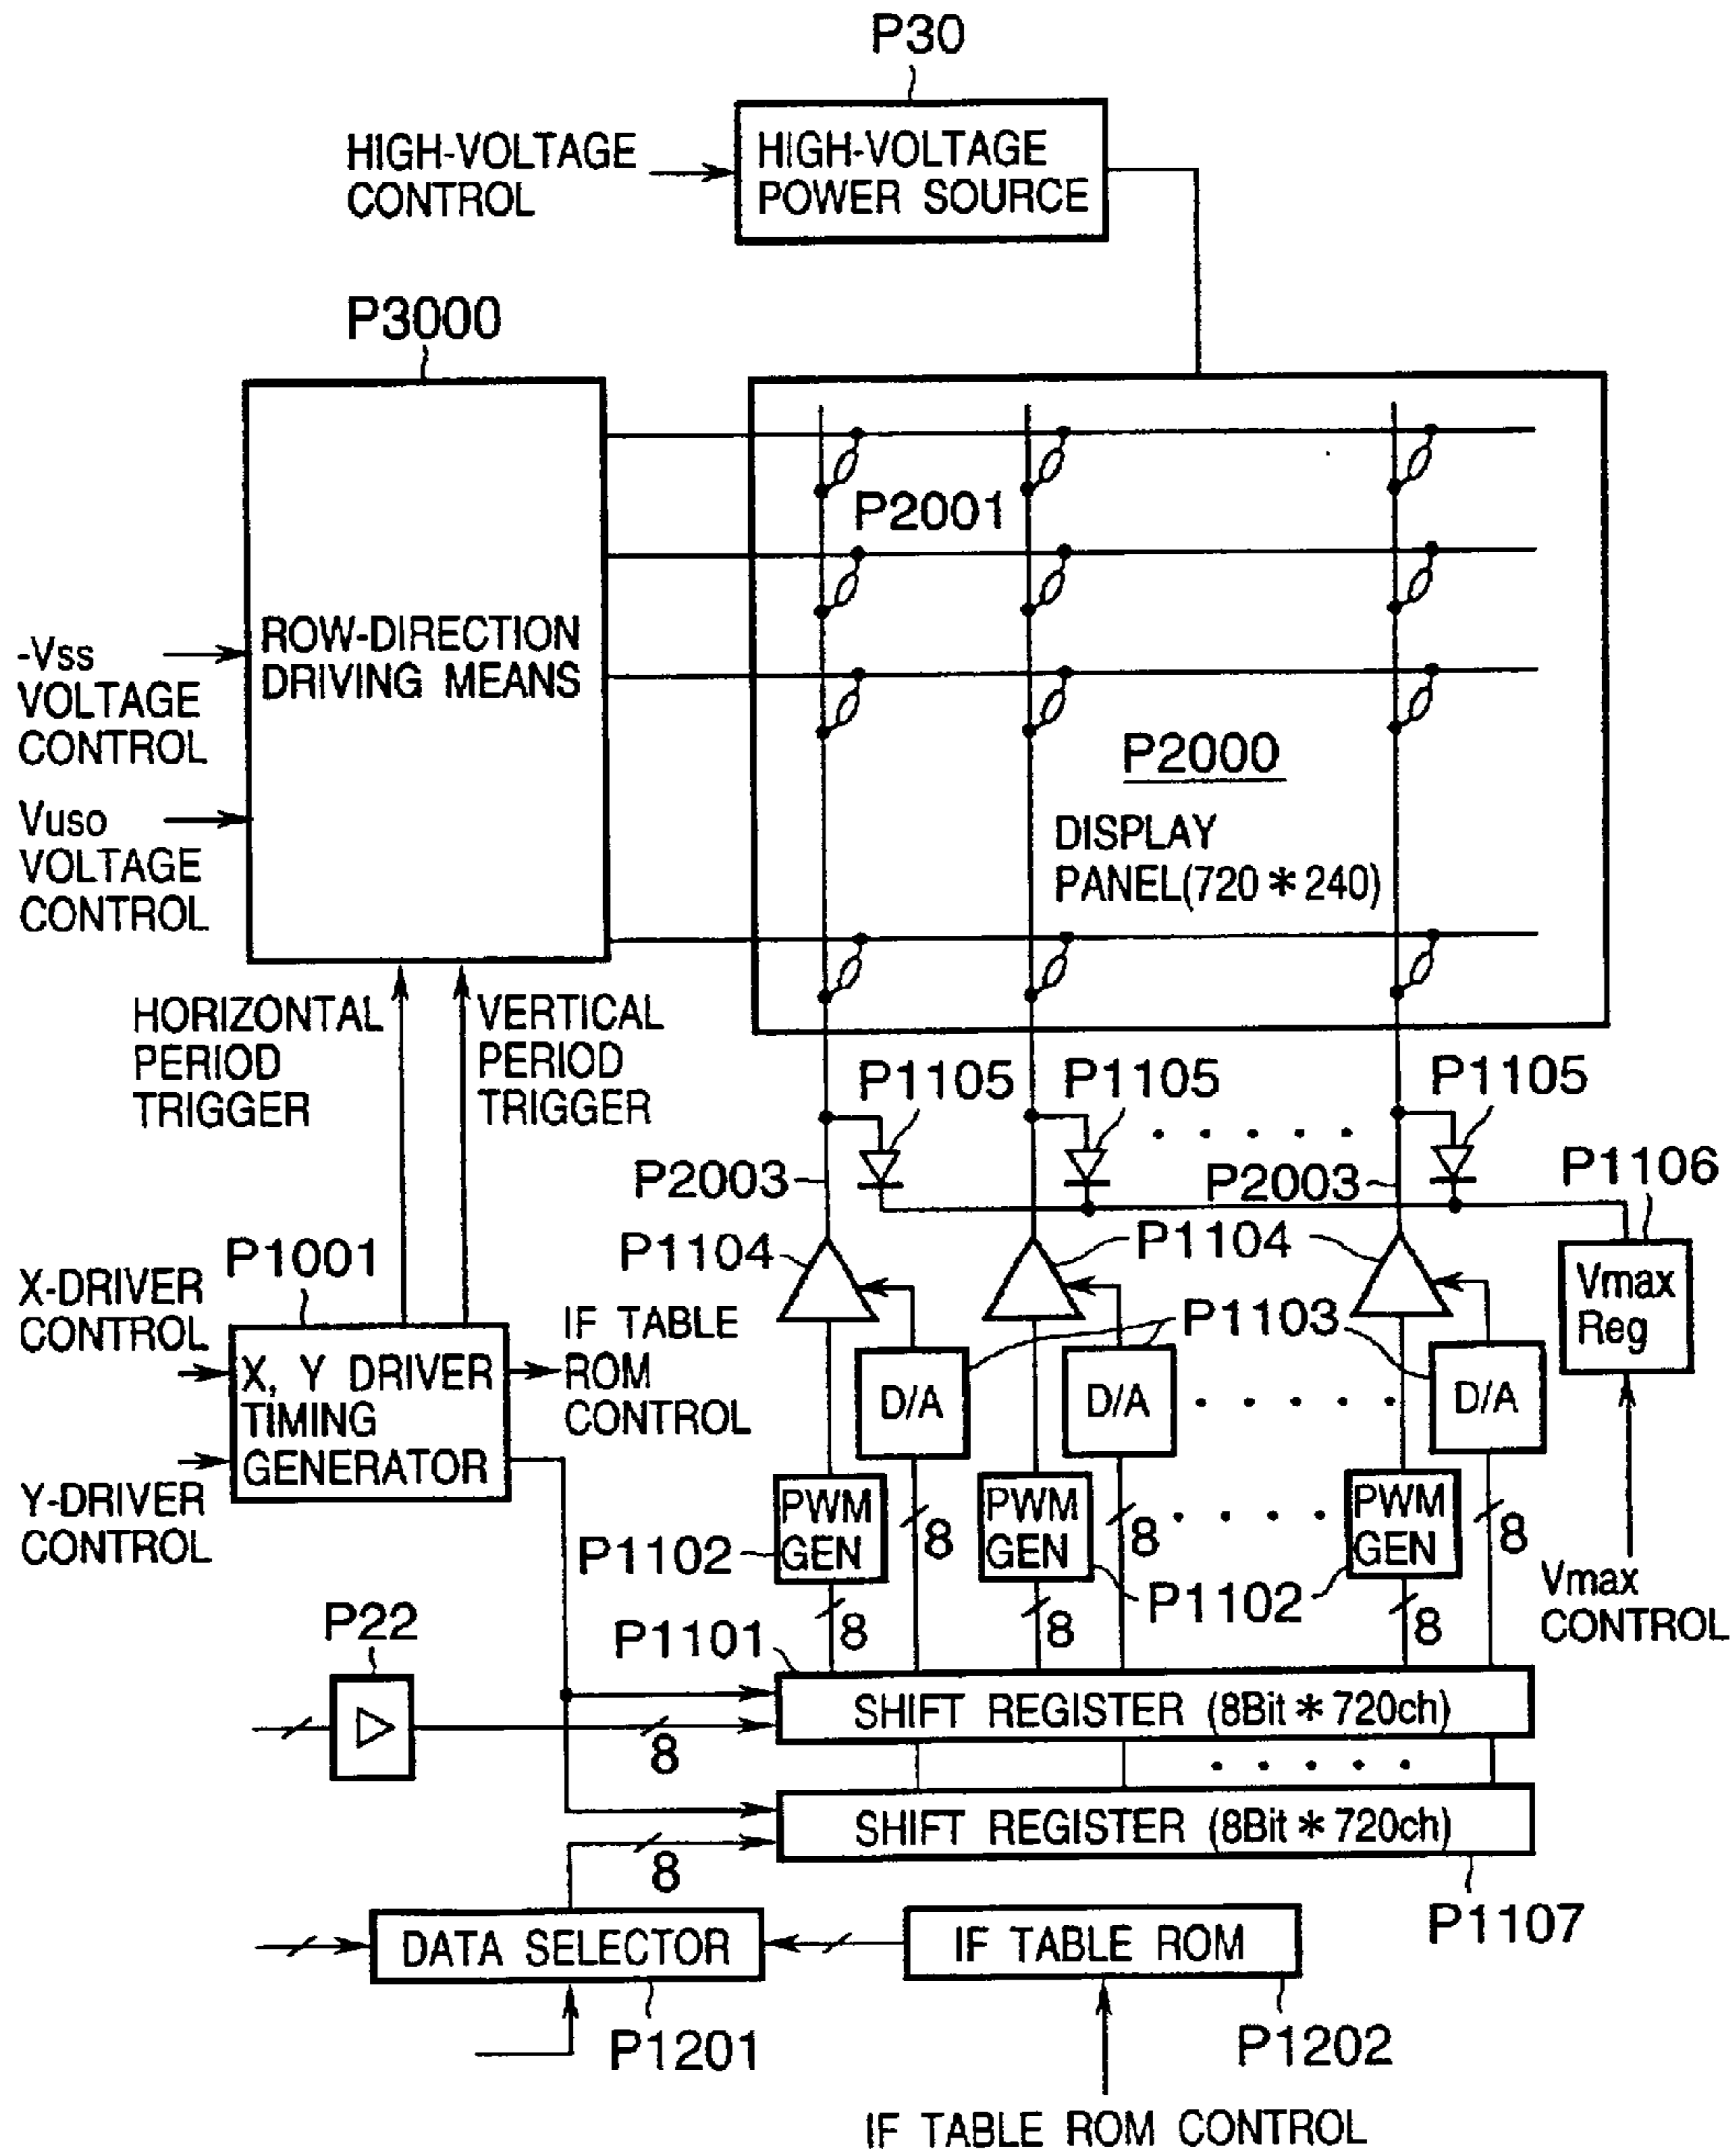 P30
HIGH-VOLTAGE
CONTROL
HIGH-VOLTAGE
POWER SOURCE
P3000
P2001
ROW-DIRECTION
DRIVING MEANS
-Vss
VOLTAGE
CONTROL
Vuso
VOLTAGE
CONTROL
P2000
DISPLAY
PANEL(720*240)
HORIZONTAL
PERIOD
TRIGGER
VERTICAL
PERIOD
TRIGGER
P1105
P1105
P1105
P2003
P2003
P1106
P1104
P1104
Vmax
Reg
P1001
X-DRIVER
CONTROL
X, Y DRIVER
TIMING
GENERATOR
IF TABLE
ROM
CONTROL
Y-DRIVER
CONTROL
P1103
D/A
D/A
D/A
PWM
GEN
8
PWM
GEN
8
PWM
GEN
8
P1102
P1102
Vmax
CONTROL
8
8
8
P1101
P22
SHIFT REGISTER (8Bit*720ch)
8
SHIFT REGISTER (8Bit*720ch)
8
P1107
DATA SELECTOR
IF TABLE ROM
P1201
P1202
IF TABLE ROM CONTROL